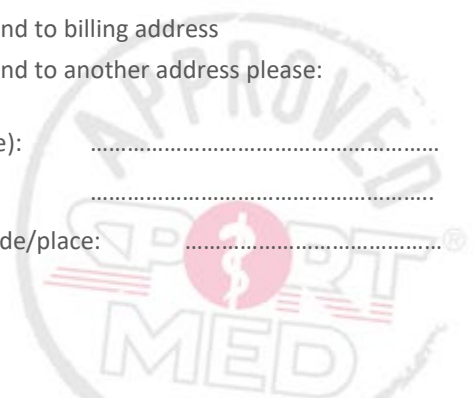 nd to billing address
nd to another address please:
e): ........................................................
.......................................................
de/place: .........................................
APPROVED
SPORT ®
MED